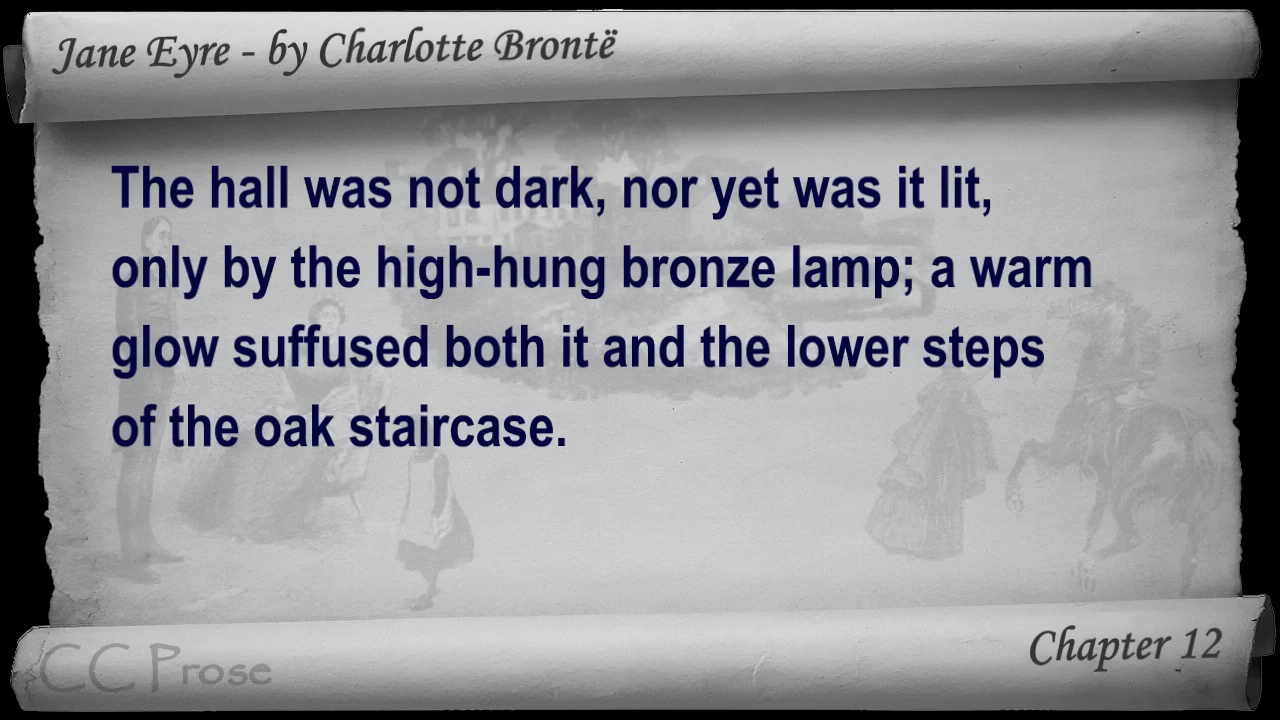 Jane Eyre - by Charlotte Brontë
The hall was not dark, nor yet was it lit,
only by the high-hung bronze lamp; a warm
glow suffused both it and the lower steps
of the oak staircase.
Chapter 12
CC Prose